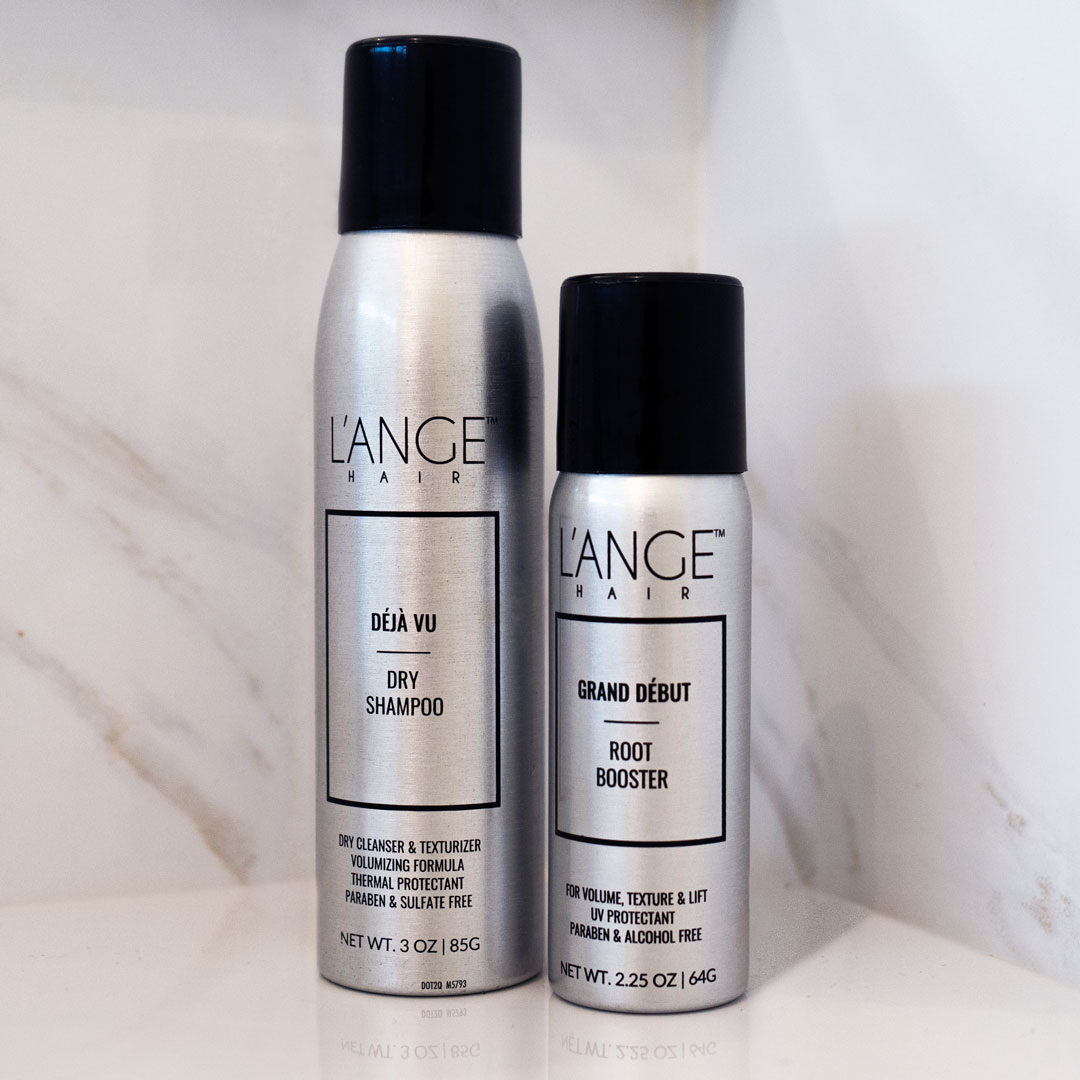 L'ANGE™
HAIR
DÉJÀ VU
DRY
SHAMPOO
DRY CLEANSER & TEXTURIZER
VOLUMIZING FORMULA
THERMAL PROTECTANT
PARABEN & SULFATE FREE
NET WT. 3 OZ | 85G
DOT2Q M5793
L'ANGE™
HAIR
GRAND DÉBUT
ROOT
BOOSTER
FOR VOLUME, TEXTURE & LIFT
UV PROTECTANT
PARABEN & ALCOHOL FREE
NET WT. 2.25 OZ | 64G